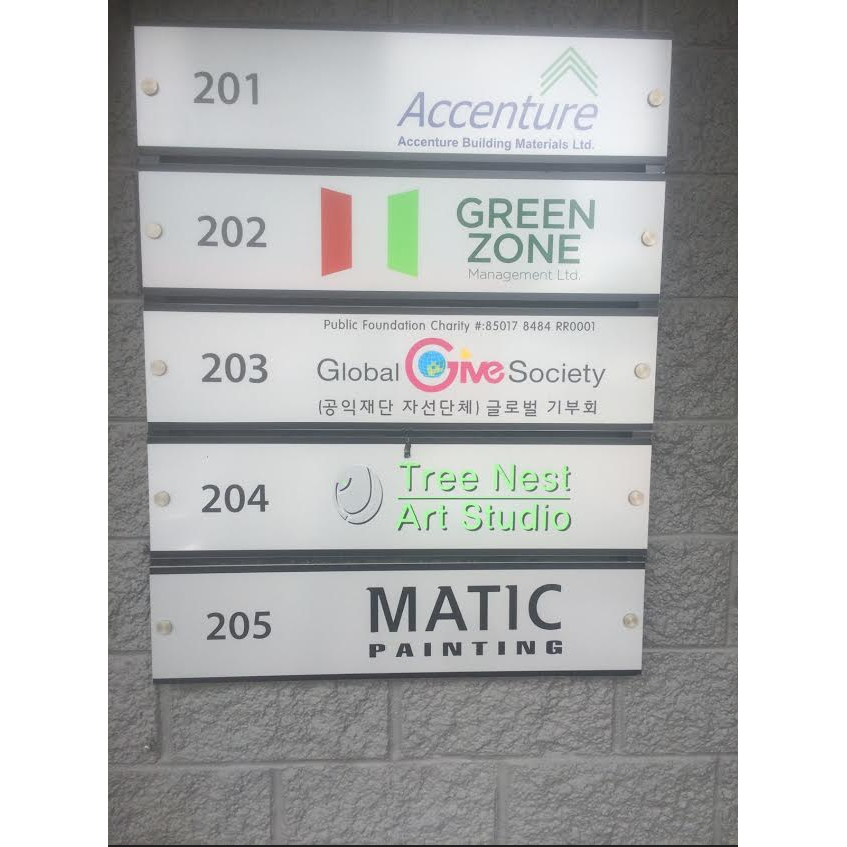 201
Accenture
Accenture Building Materials Ltd.
202
GREEN
ZONE
Management Ltd.
Public Foundation Charity #:85017 8484 RR0001
203
Global Give Society
(공익재단 자선단체) 글로벌 기부회
204
Tree Nest
Art Studio
205
MATIC
PAINTING